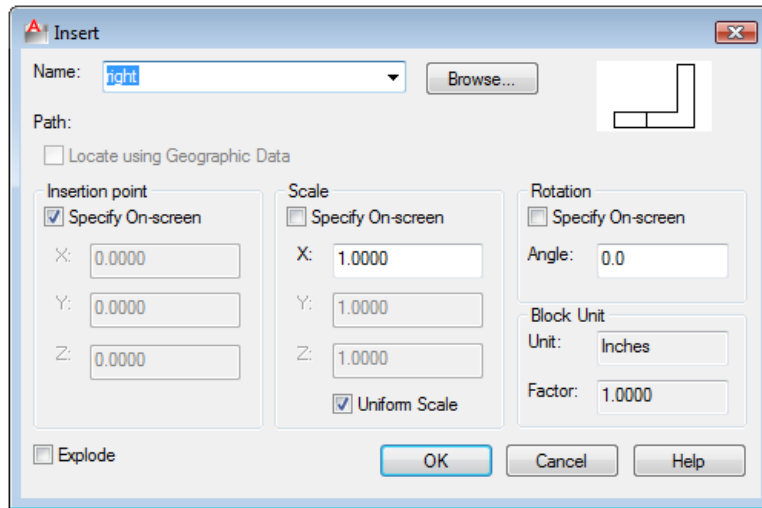 Insert
Name: right Browse...
Path:
Locate using Geographic Data
Insertion point
Specify On-screen
X: 0.0000
Y: 0.0000
Z: 0.0000
Scale
Specify On-screen
X: 1.0000
Y: 1.0000
Z: 1.0000
Uniform Scale
Rotation
Specify On-screen
Angle: 0.0
Block Unit
Unit: Inches
Factor: 1.0000
Explode
OK Cancel Help